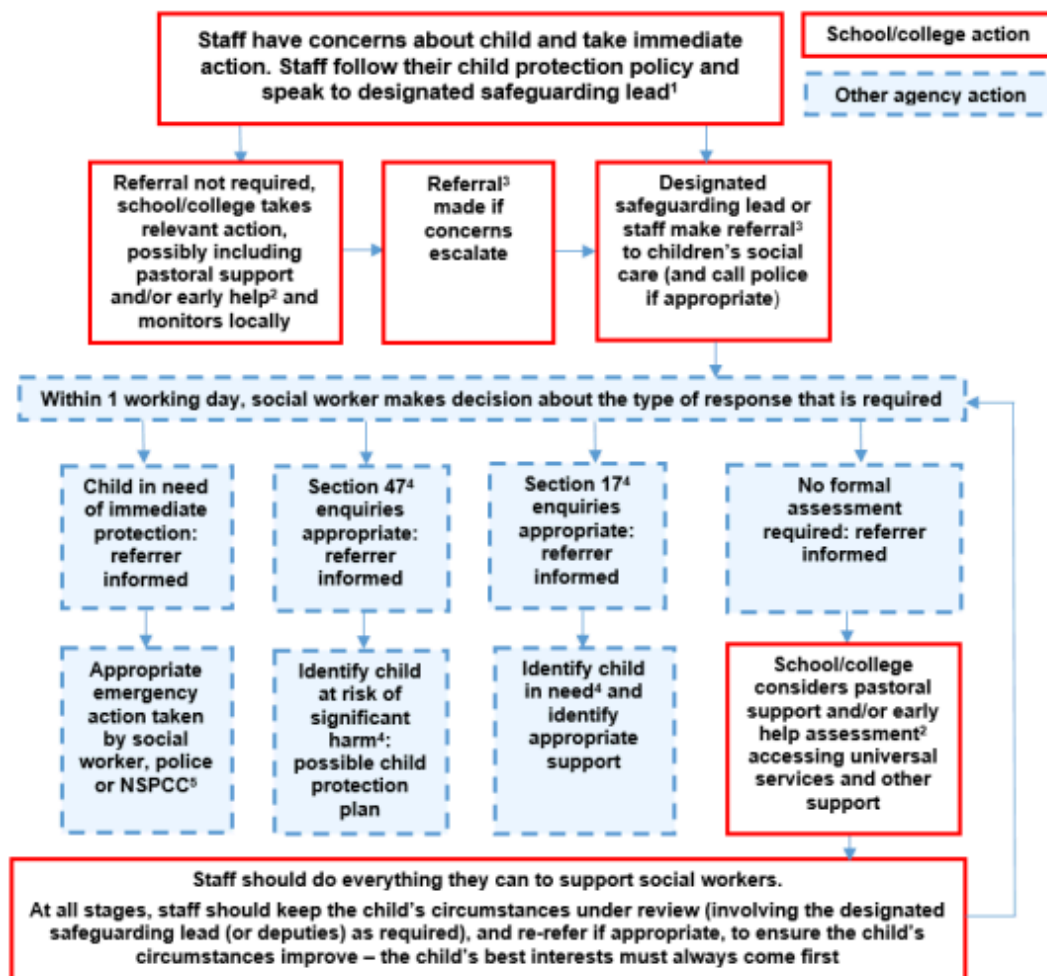 Staff have concerns about child and take immediate
action. Staff follow their child protection policy and
speak to designated safeguarding lead¹
School/college action
Other agency action
Referral not required,
school/college takes
relevant action,
possibly including
pastoral support
and/or early help² and
monitors locally
Referral³
made if
concerns
escalate
Designated
safeguarding lead or
staff make referral³
to children's social
care (and call police
if appropriate)
Within 1 working day, social worker makes decision about the type of response that is required
Child in need
of immediate
protection:
referrer
informed
Section 47⁴
enquiries
appropriate:
referrer
informed
Section 17⁴
enquiries
appropriate:
referrer
informed
No formal
assessment
required: referrer
informed
Appropriate
emergency
action taken
by social
worker, police
or NSPCC⁵
Identify child
at risk of
significant
harm⁴:
possible child
protection
plan
Identify child
in need⁴ and
identify
appropriate
support
School/college
considers pastoral
support and/or early
help assessment²
accessing universal
services and other
support
Staff should do everything they can to support social workers.
At all stages, staff should keep the child's circumstances under review (involving the designated
safeguarding lead (or deputies) as required), and re-refer if appropriate, to ensure the child's
circumstances improve – the child's best interests must always come first